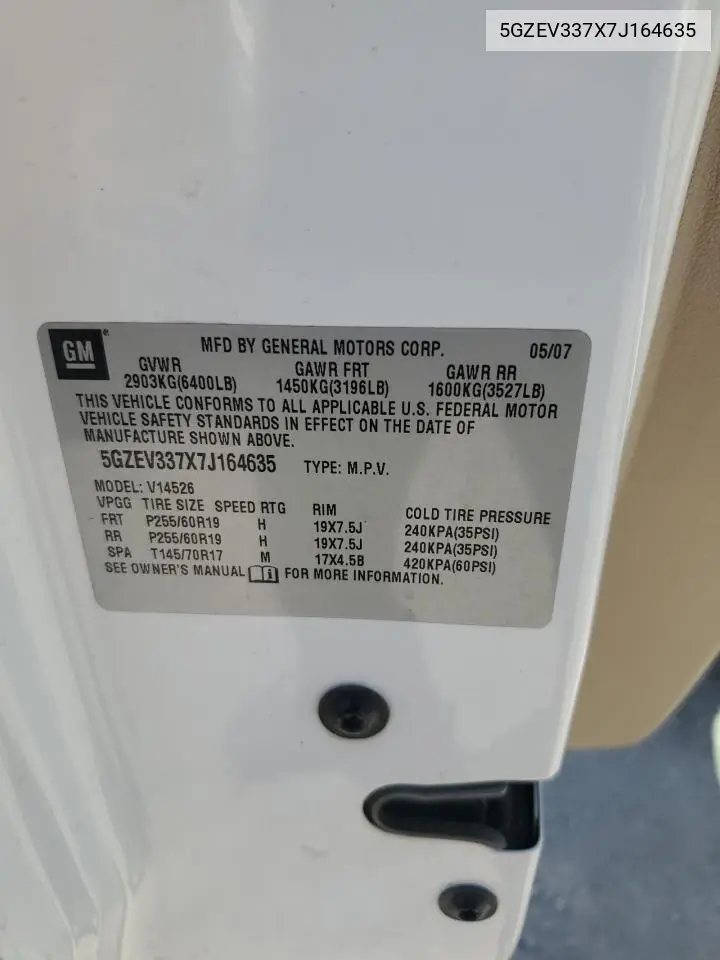 5GZEV337X7J164635
GM
MFD BY GENERAL MOTORS CORP. 05/07
GVWR GAWR FRT GAWR RR
2903KG(6400LB) 1450KG(3196LB) 1600KG(3527LB)
THIS VEHICLE CONFORMS TO ALL APPLICABLE U.S. FEDERAL MOTOR
VEHICLE SAFETY STANDARDS IN EFFECT ON THE DATE OF
MANUFACTURE SHOWN ABOVE.
5GZEV337X7J164635 TYPE: M.P.V.
MODEL: V14526
VPGG TIRE SIZE SPEED RTG RIM COLD TIRE PRESSURE
FRT P255/60R19 H 19X7.5J 240KPA(35PSI)
RR P255/60R19 H 19X7.5J 240KPA(35PSI)
SPA T145/70R17 M 17X4.5B 420KPA(60PSI)
SEE OWNER'S MANUAL i FOR MORE INFORMATION.